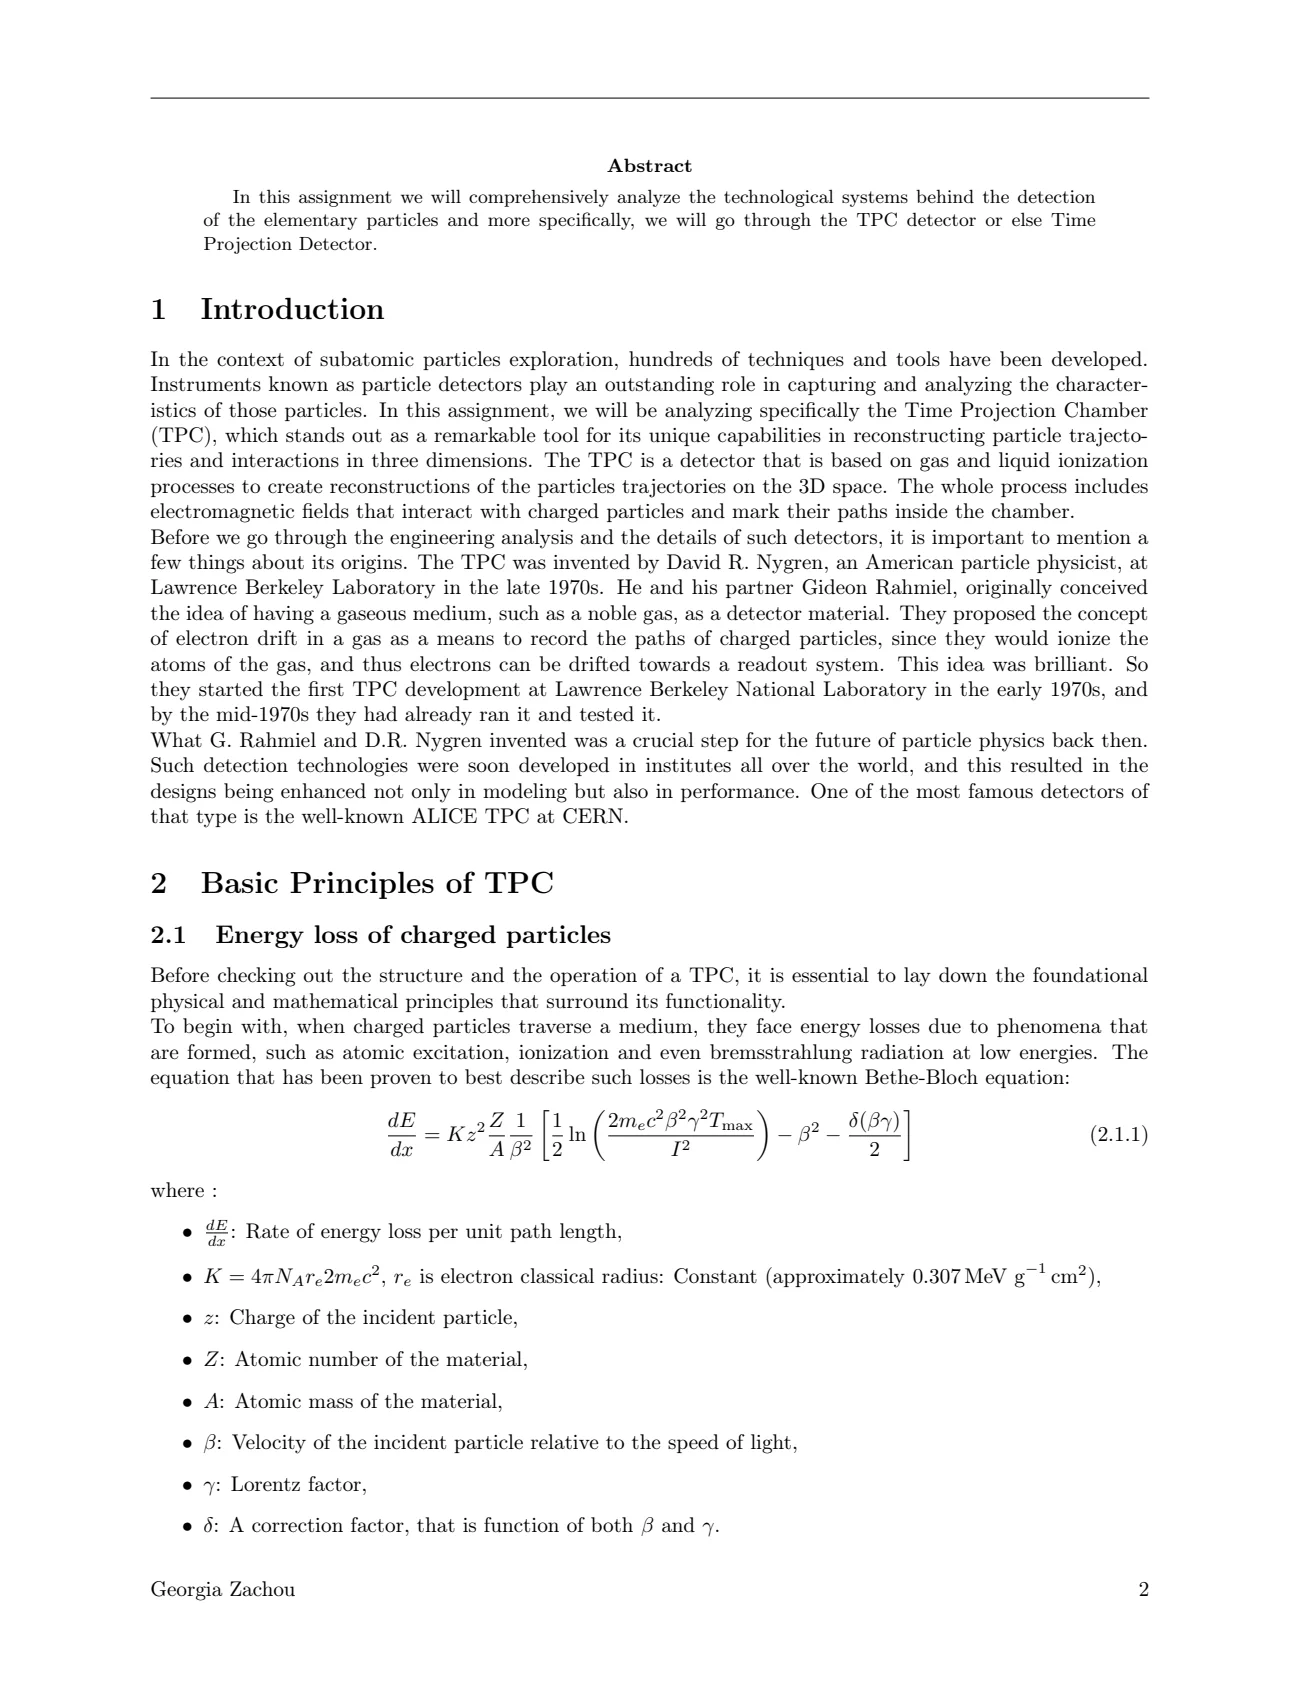 Abstract
In this assignment we will comprehensively analyze the technological systems behind the detection
of the elementary particles and more specifically, we will go through the TPC detector or else Time
Projection Detector.
1 Introduction
In the context of subatomic particles exploration, hundreds of techniques and tools have been developed.
Instruments known as particle detectors play an outstanding role in capturing and analyzing the character-
istics of those particles. In this assignment, we will be analyzing specifically the Time Projection Chamber
(TPC), which stands out as a remarkable tool for its unique capabilities in reconstructing particle trajecto-
ries and interactions in three dimensions. The TPC is a detector that is based on gas and liquid ionization
processes to create reconstructions of the particles trajectories on the 3D space. The whole process includes
electromagnetic fields that interact with charged particles and mark their paths inside the chamber.
Before we go through the engineering analysis and the details of such detectors, it is important to mention a
few things about its origins. The TPC was invented by David R. Nygren, an American particle physicist, at
Lawrence Berkeley Laboratory in the late 1970s. He and his partner Gideon Rahmiel, originally conceived
the idea of having a gaseous medium, such as a noble gas, as a detector material. They proposed the concept
of electron drift in a gas as a means to record the paths of charged particles, since they would ionize the
atoms of the gas, and thus electrons can be drifted towards a readout system. This idea was brilliant. So
they started the first TPC development at Lawrence Berkeley National Laboratory in the early 1970s, and
by the mid-1970s they had already ran it and tested it.
What G. Rahmiel and D.R. Nygren invented was a crucial step for the future of particle physics back then.
Such detection technologies were soon developed in institutes all over the world, and this resulted in the
designs being enhanced not only in modeling but also in performance. One of the most famous detectors of
that type is the well-known ALICE TPC at CERN.
2 Basic Principles of TPC
2.1 Energy loss of charged particles
Before checking out the structure and the operation of a TPC, it is essential to lay down the foundational
physical and mathematical principles that surround its functionality.
To begin with, when charged particles traverse a medium, they face energy losses due to phenomena that
are formed, such as atomic excitation, ionization and even bremsstrahlung radiation at low energies. The
equation that has been proven to best describe such losses is the well-known Bethe-Bloch equation:
dE/dx = Kz² Z/A 1/β² [1/2 ln (2mₑc²β²γ²Tmax / I²) − β² − δ(βγ)/2] (2.1.1)
where :
• dE/dx: Rate of energy loss per unit path length,
• K = 4πN_A rₑ2mₑc², rₑ is electron classical radius: Constant (approximately 0.307 MeV g⁻¹ cm²),
• z: Charge of the incident particle,
• Z: Atomic number of the material,
• A: Atomic mass of the material,
• β: Velocity of the incident particle relative to the speed of light,
• γ: Lorentz factor,
• δ: A correction factor, that is function of both β and γ.
Georgia Zachou 2